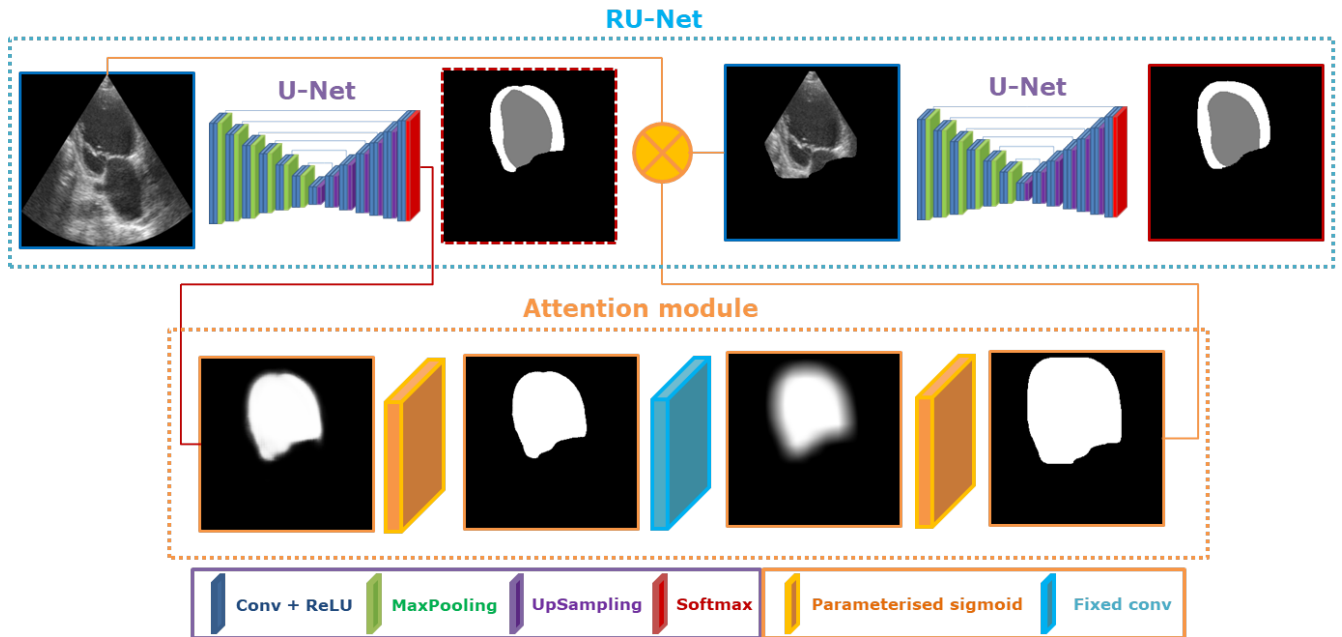 RU-Net
U-Net
U-Net
Attention module
Conv + ReLU
MaxPooling
UpSampling
Softmax
Parameterised sigmoid
Fixed conv